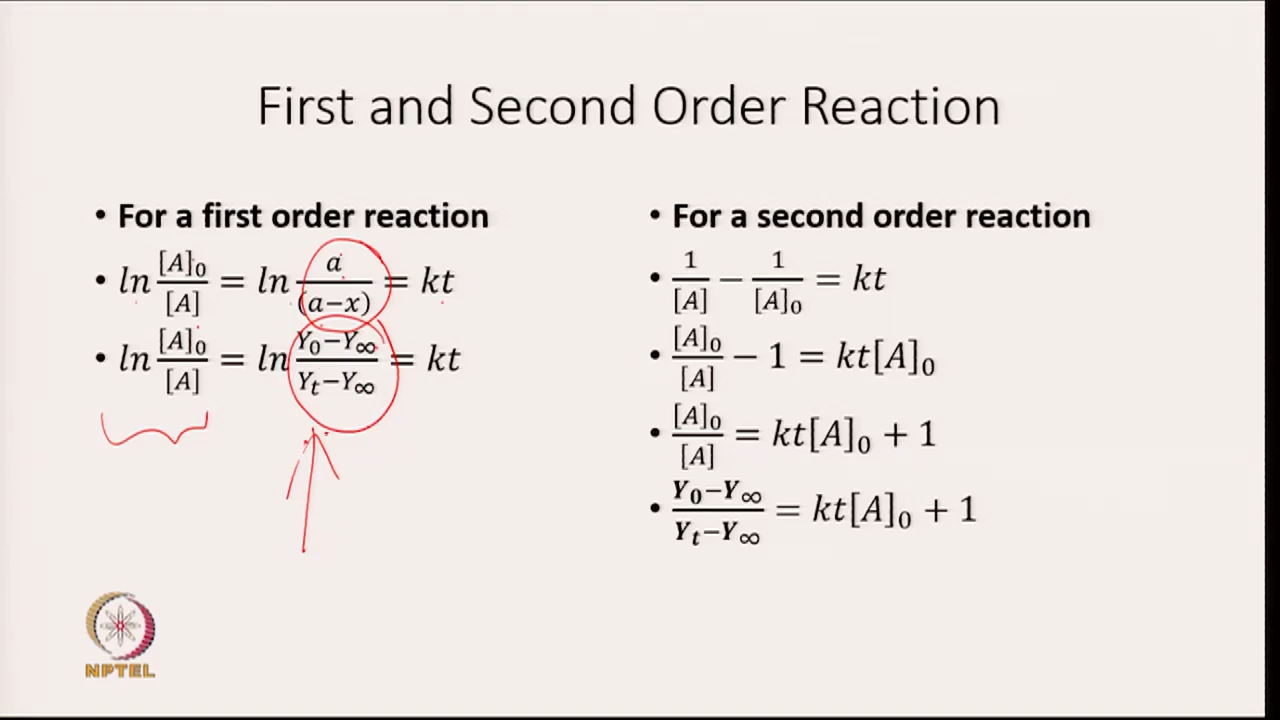 First and Second Order Reaction
• For a first order reaction
• ln [A]₀/[A] = ln a/(a−x) = kt
• ln [A]₀/[A] = ln (Y₀−Y∞)/(Yₜ−Y∞) = kt
• For a second order reaction
• 1/[A] − 1/[A]₀ = kt
• [A]₀/[A] − 1 = kt[A]₀
• [A]₀/[A] = kt[A]₀ + 1
• (Y₀−Y∞)/(Yₜ−Y∞) = kt[A]₀ + 1
NPTEL